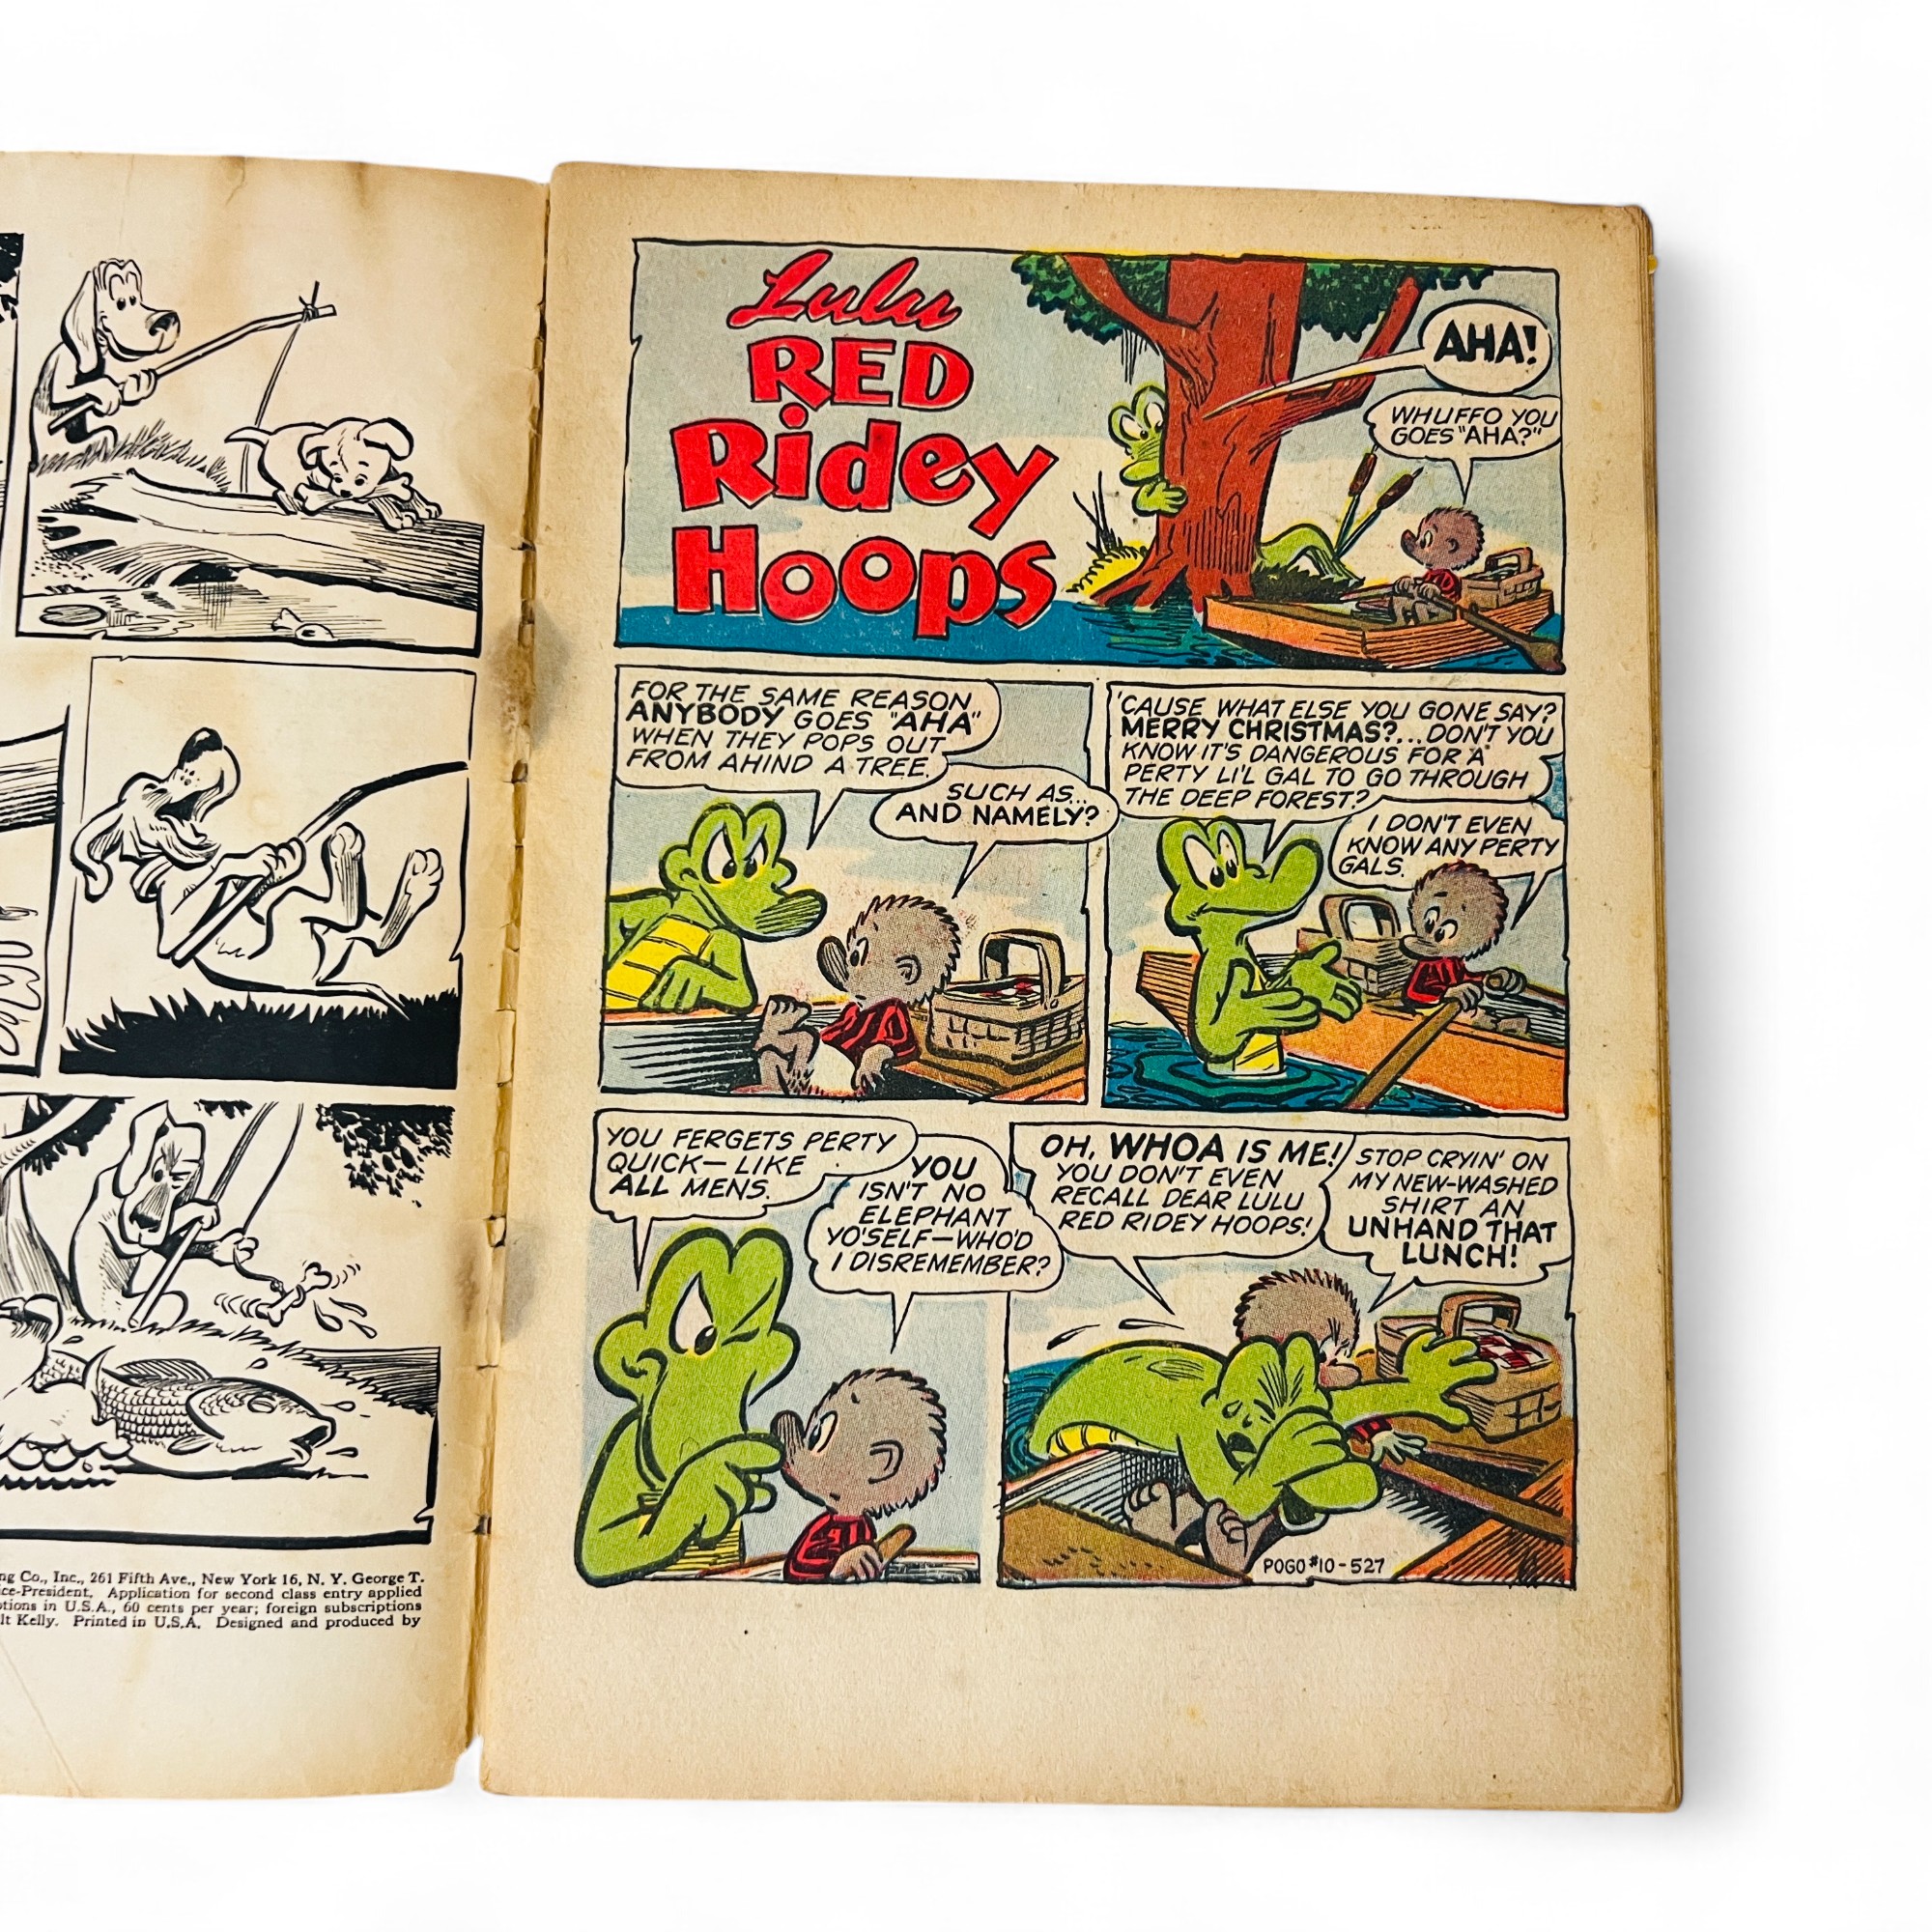 ng Co., Inc., 261 Fifth Ave., New York 16, N. Y. George T.
ice-President. Application for second class entry applied
ptions in U.S.A., 60 cents per year; foreign subscriptions
lt Kelly. Printed in U.S.A. Designed and produced by
Lulu
RED
Ridey
Hoops
AHA!
WHUFFO YOU
GOES "AHA?"
FOR THE SAME REASON
ANYBODY GOES "AHA"
WHEN THEY POPS OUT
FROM AHIND A TREE.
SUCH AS...
AND NAMELY?
'CAUSE WHAT ELSE YOU GONE SAY?
MERRY CHRISTMAS?...DON'T YOU
KNOW IT'S DANGEROUS FOR A
PERTY LI'L GAL TO GO THROUGH
THE DEEP FOREST?
I DON'T EVEN
KNOW ANY PERTY
GALS.
YOU FERGETS PERTY
QUICK—LIKE
ALL MENS.
YOU
ISN'T NO
ELEPHANT
YO'SELF—WHO'D
I DISREMEMBER?
OH, WHOA IS ME!
YOU DON'T EVEN
RECALL DEAR LULU
RED RIDEY HOOPS!
STOP CRYIN' ON
MY NEW-WASHED
SHIRT AN
UNHAND THAT
LUNCH!
POGO #10-527